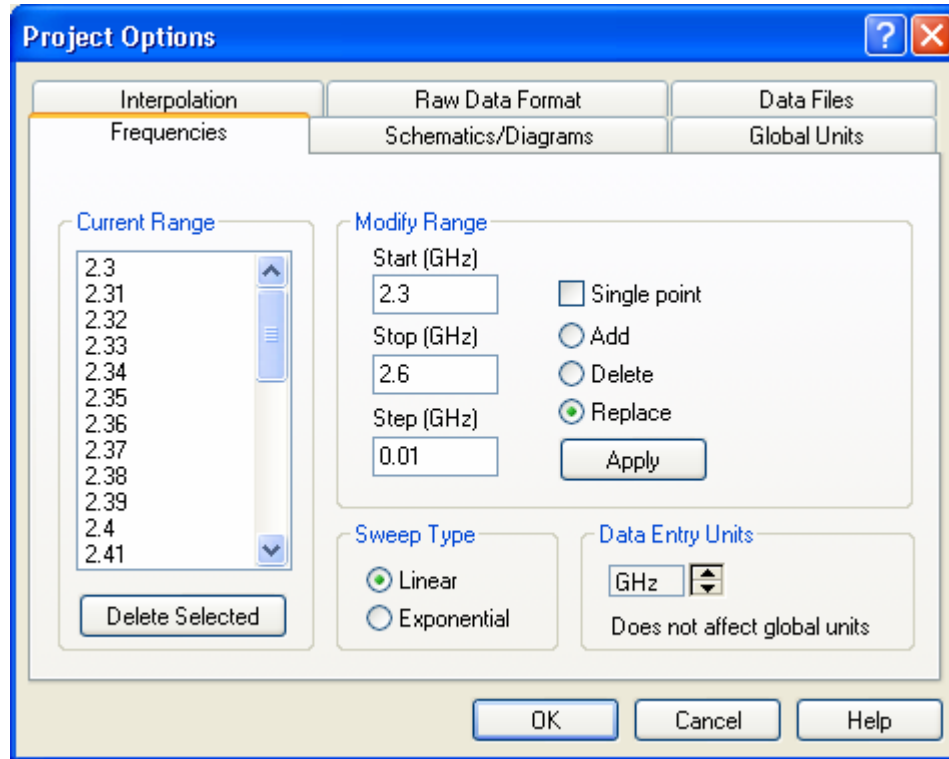 Project Options
Interpolation
Raw Data Format
Data Files
Frequencies
Schematics/Diagrams
Global Units
Current Range
2.3
2.31
2.32
2.33
2.34
2.35
2.36
2.37
2.38
2.39
2.4
2.41
Delete Selected
Modify Range
Start (GHz)
2.3
Stop (GHz)
2.6
Step (GHz)
0.01
Single point
Add
Delete
Replace
Apply
Sweep Type
Linear
Exponential
Data Entry Units
GHz
Does not affect global units
OK
Cancel
Help